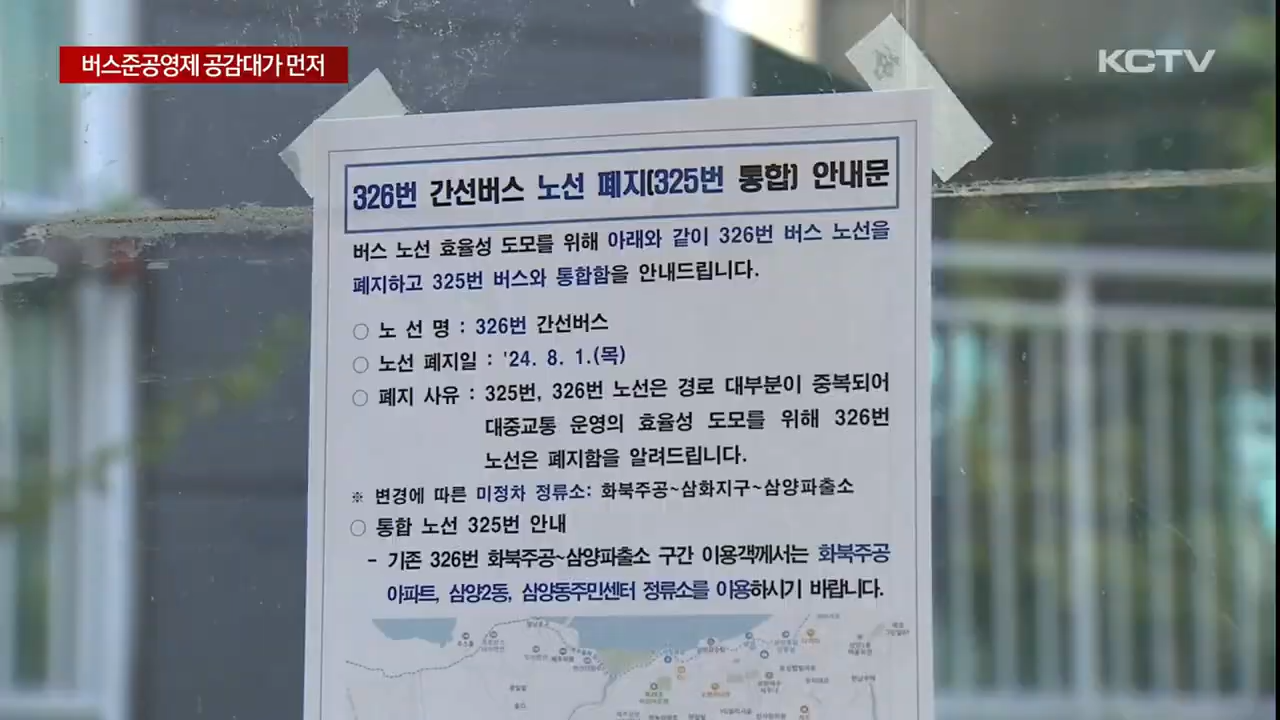 버스준공영제 공감대가 먼저
KCTV
326번 간선버스 노선 폐지(325번 통합) 안내문
버스 노선 효율성 도모를 위해 아래와 같이 326번 버스 노선을
폐지하고 325번 버스와 통합함을 안내드립니다.
○ 노 선 명 : 326번 간선버스
○ 노선 폐지일 : '24. 8. 1.(목)
○ 폐지 사유 : 325번, 326번 노선은 경로 대부분이 중복되어
대중교통 운영의 효율성 도모를 위해 326번
노선은 폐지함을 알려드립니다.
※ 변경에 따른 미정차 정류소: 화북주공~삼화지구~삼양파출소
○ 통합 노선 325번 안내
- 기존 326번 화북주공~삼양파출소 구간 이용객께서는 화북주공
아파트, 삼양2동, 삼양동주민센터 정류소를 이용하시기 바랍니다.